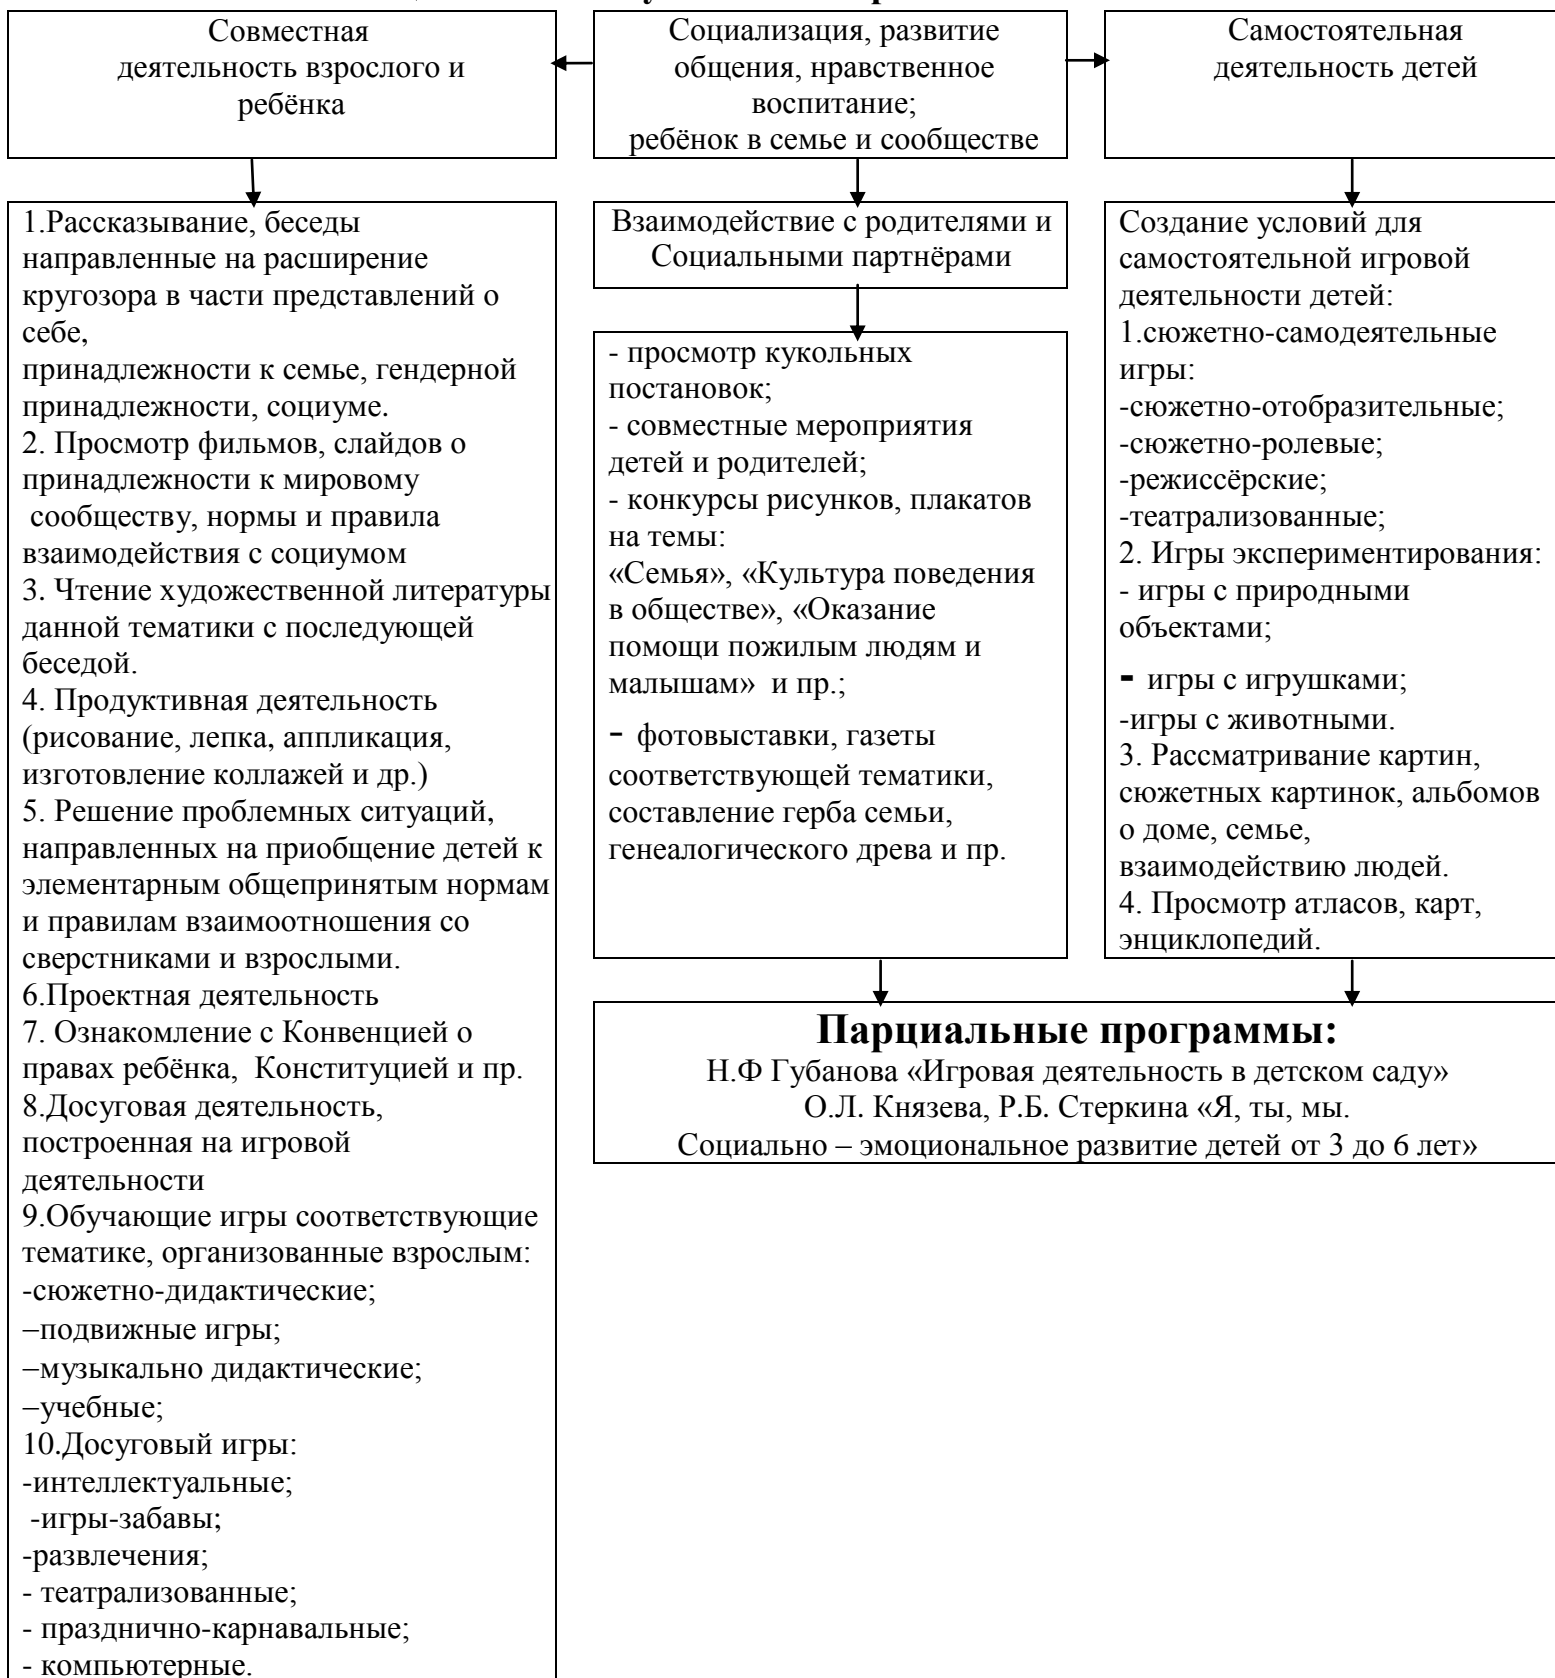 Совместная
деятельность взрослого и
ребёнка
Социализация, развитие
общения, нравственное
воспитание;
ребёнок в семье и сообществе
Самостоятельная
деятельность детей
1.Рассказывание, беседы
направленные на расширение
кругозора в части представлений о
себе,
принадлежности к семье, гендерной
принадлежности, социуме.
2. Просмотр фильмов, слайдов о
принадлежности к мировому
сообществу, нормы и правила
взаимодействия с социумом
3. Чтение художественной литературы
данной тематики с последующей
беседой.
4. Продуктивная деятельность
(рисование, лепка, аппликация,
изготовление коллажей и др.)
5. Решение проблемных ситуаций,
направленных на приобщение детей к
элементарным общепринятым нормам
и правилам взаимоотношения со
сверстниками и взрослыми.
6.Проектная деятельность
7. Ознакомление с Конвенцией о
правах ребёнка, Конституцией и пр.
8.Досуговая деятельность,
построенная на игровой
деятельности
9.Обучающие игры соответствующие
тематике, организованные взрослым:
-сюжетно-дидактические;
–подвижные игры;
–музыкально дидактические;
–учебные;
10.Досуговый игры:
-интеллектуальные;
-игры-забавы;
-развлечения;
- театрализованные;
- празднично-карнавальные;
- компьютерные.
Взаимодействие с родителями и
Социальными партнёрами
- просмотр кукольных
постановок;
- совместные мероприятия
детей и родителей;
- конкурсы рисунков, плакатов
на темы:
«Семья», «Культура поведения
в обществе», «Оказание
помощи пожилым людям и
малышам» и пр.;
- фотовыставки, газеты
соответствующей тематики,
составление герба семьи,
генеалогического древа и пр.
Создание условий для
самостоятельной игровой
деятельности детей:
1.сюжетно-самодеятельные
игры:
-сюжетно-отобразительные;
-сюжетно-ролевые;
-режиссёрские;
-театрализованные;
2. Игры экспериментирования:
- игры с природными
объектами;
- игры с игрушками;
-игры с животными.
3. Рассматривание картин,
сюжетных картинок, альбомов
о доме, семье,
взаимодействию людей.
4. Просмотр атласов, карт,
энциклопедий.
Парциальные программы:
Н.Ф Губанова «Игровая деятельность в детском саду»
О.Л. Князева, Р.Б. Стеркина «Я, ты, мы.
Социально – эмоциональное развитие детей от 3 до 6 лет»